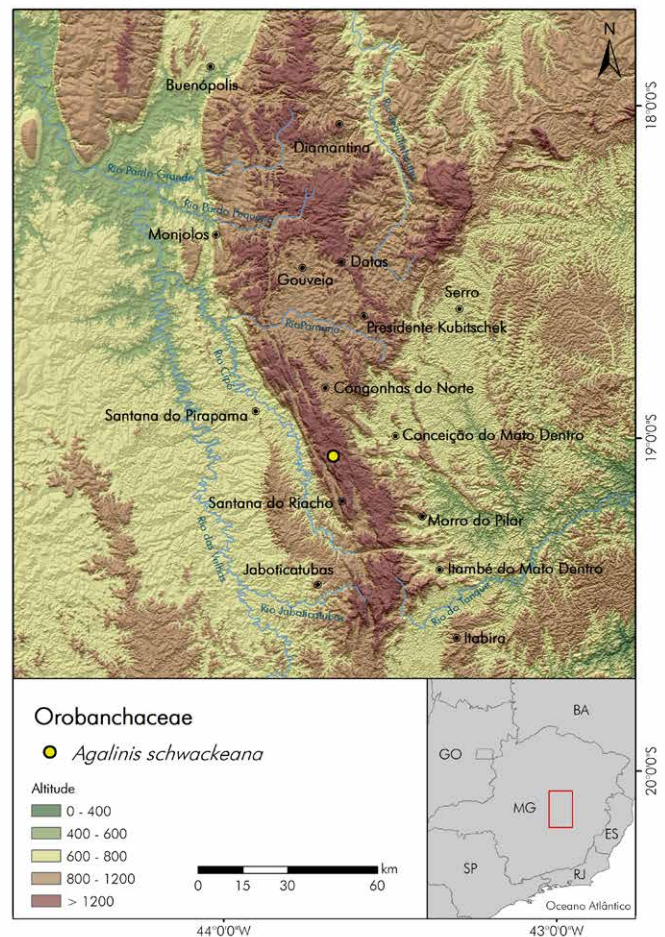 N
18°0'0"S
Buenópolis
Diamantina
Rio Pardo Grande
Rio Pardo Pequeno
Monjolos
Datas
Gouveia
Serro
Rio Paraúna
Presidente Kubitschek
Rio Cipó
Congonhas do Norte
Santana do Pirapama
Conceição do Mato Dentro
19°0'0"S
Santana do Riacho
Morro do Pilar
Rio das Velhas
Jaboticatubas
Itambé do Mato Dentro
Rio Jaboticatubas
Rio do Tanque
Itabira
Orobanchaceae
Agalinis schwackeana
Altitude
0 - 400
400 - 600
600 - 800
800 - 1200
> 1200
km
0 15 30 60
BA
GO
MG
ES
SP
RJ
Oceano Atlântico
20°0'0"S
44°0'0"W
43°0'0"W